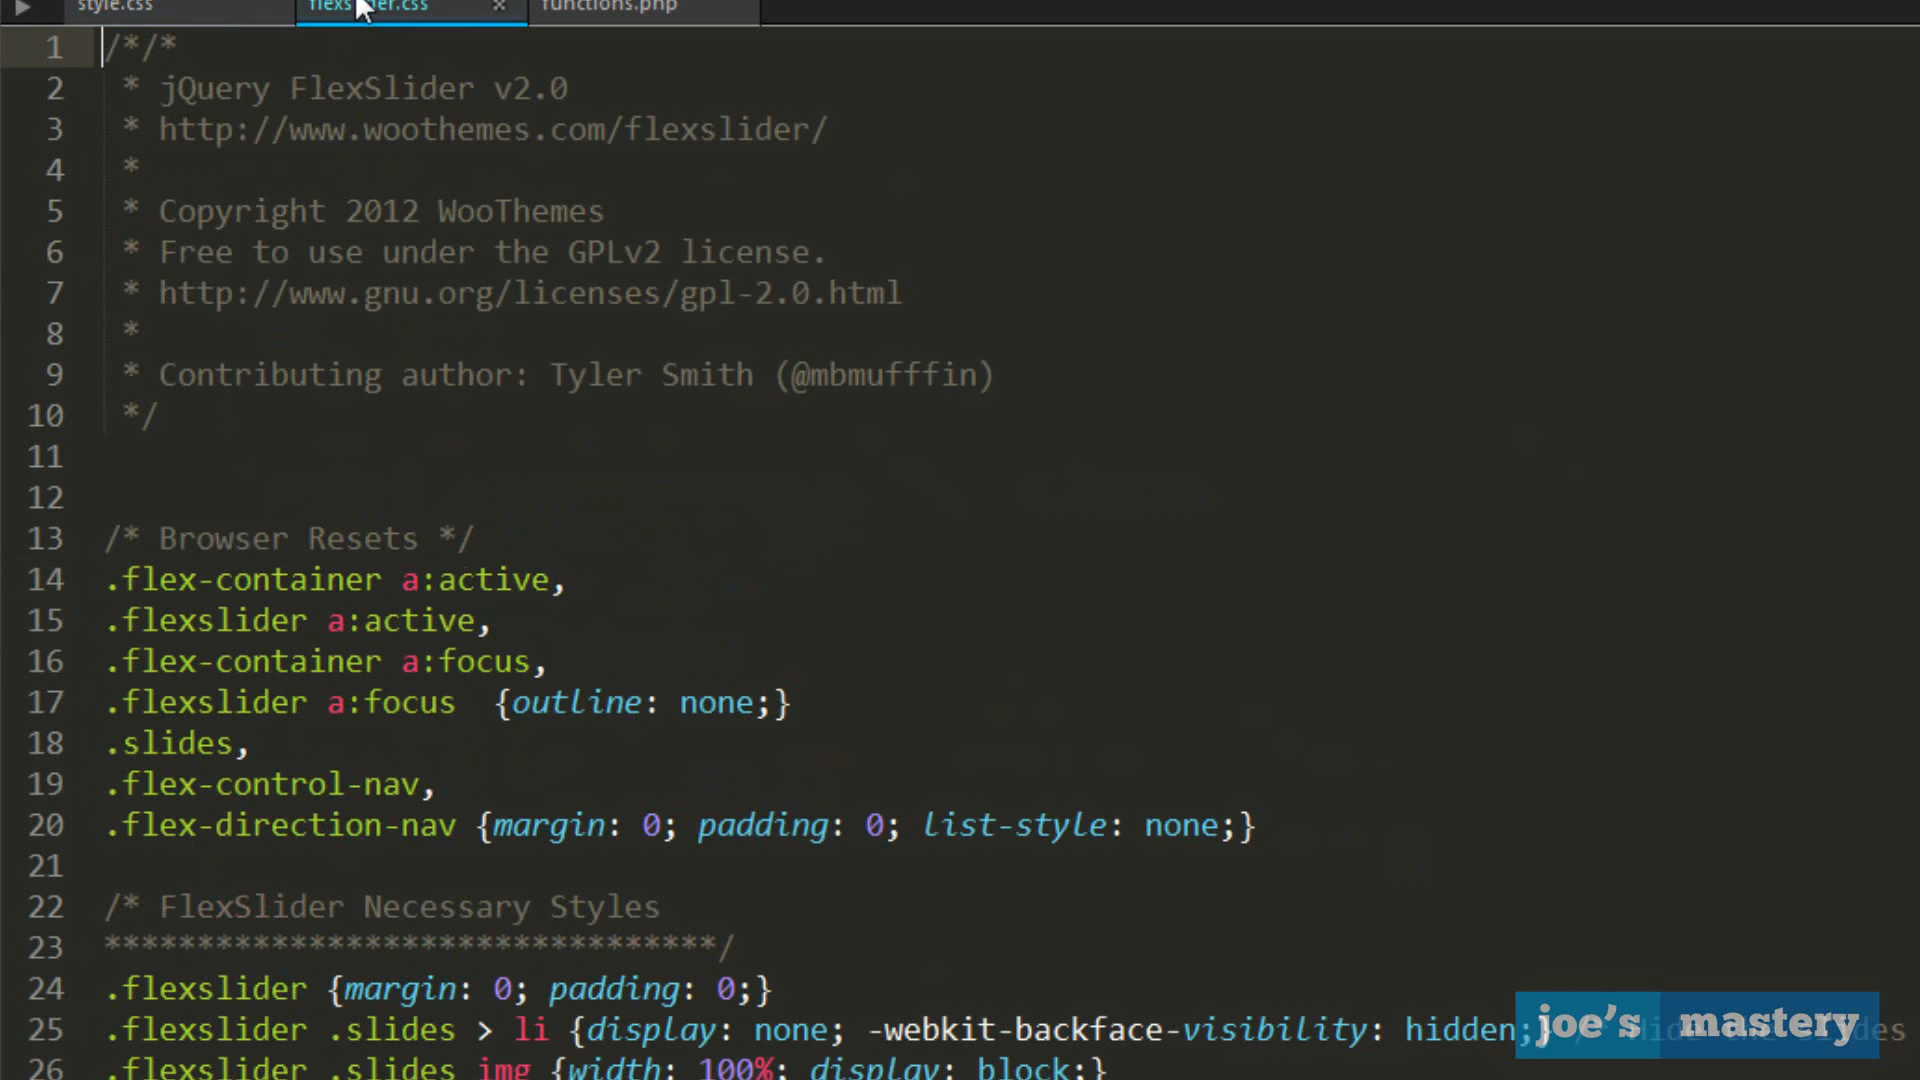 style.css flexslider.css × functions.php
1 /*/*
2 * jQuery FlexSlider v2.0
3 * http://www.woothemes.com/flexslider/
4 *
5 * Copyright 2012 WooThemes
6 * Free to use under the GPLv2 license.
7 * http://www.gnu.org/licenses/gpl-2.0.html
8 *
9 * Contributing author: Tyler Smith (@mbmufffin)
10 */
11
12
13 /* Browser Resets */
14 .flex-container a:active,
15 .flexslider a:active,
16 .flex-container a:focus,
17 .flexslider a:focus  {outline: none;}
18 .slides,
19 .flex-control-nav,
20 .flex-direction-nav {margin: 0; padding: 0; list-style: none;}
21
22 /* FlexSlider Necessary Styles
23 *********************************/
24 .flexslider {margin: 0; padding: 0;}
25 .flexslider .slides > li {display: none; -webkit-backface-visibility: hidden;}
26 .flexslider .slides img {width: 100%; display: block;}
joe's mastery